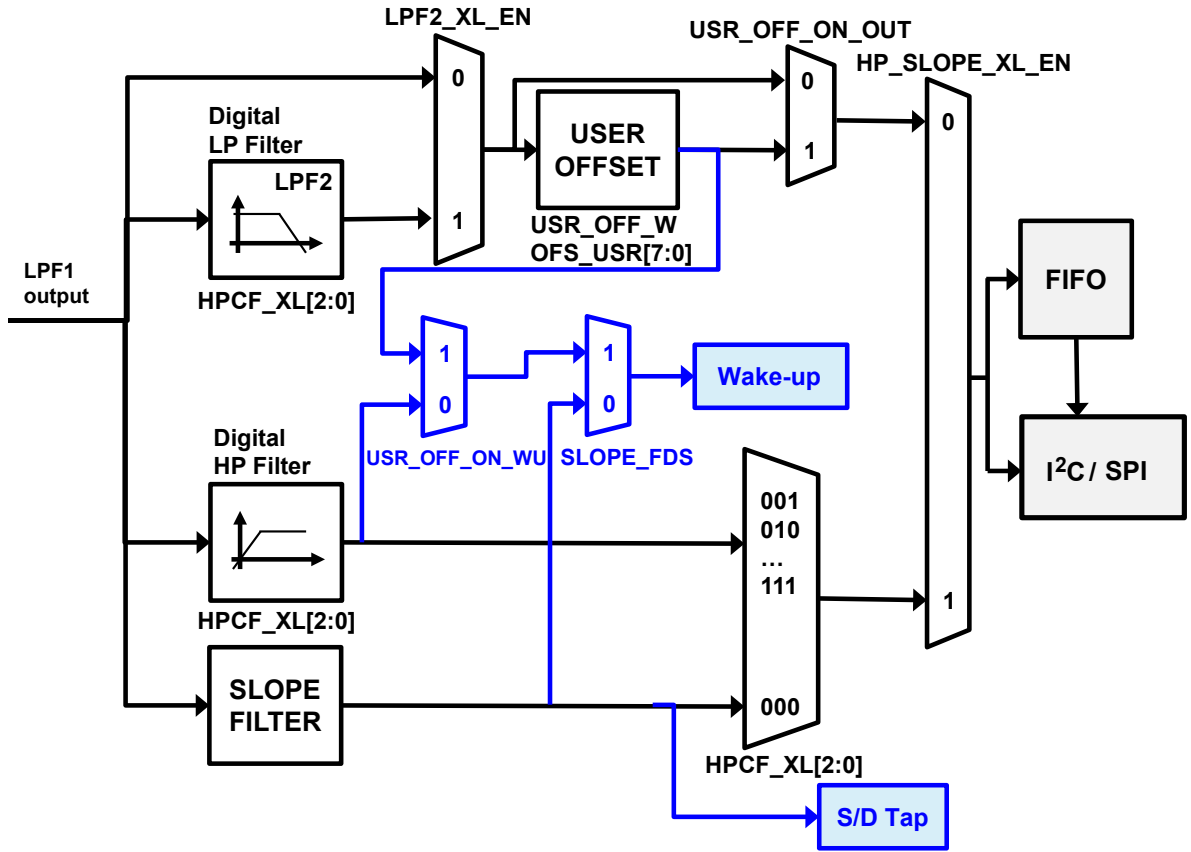 LPF2_XL_EN
USR_OFF_ON_OUT
HP_SLOPE_XL_EN
0
0
0
Digital
LP Filter
LPF2
USER
OFFSET
1
1
USR_OFF_W
OFS_USR[7:0]
LPF1
output
HPCF_XL[2:0]
FIFO
1
0
1
0
Wake-up
USR_OFF_ON_WU
SLOPE_FDS
Digital
HP Filter
I²C / SPI
001
010
...
111
HPCF_XL[2:0]
1
SLOPE
FILTER
000
HPCF_XL[2:0]
S/D Tap